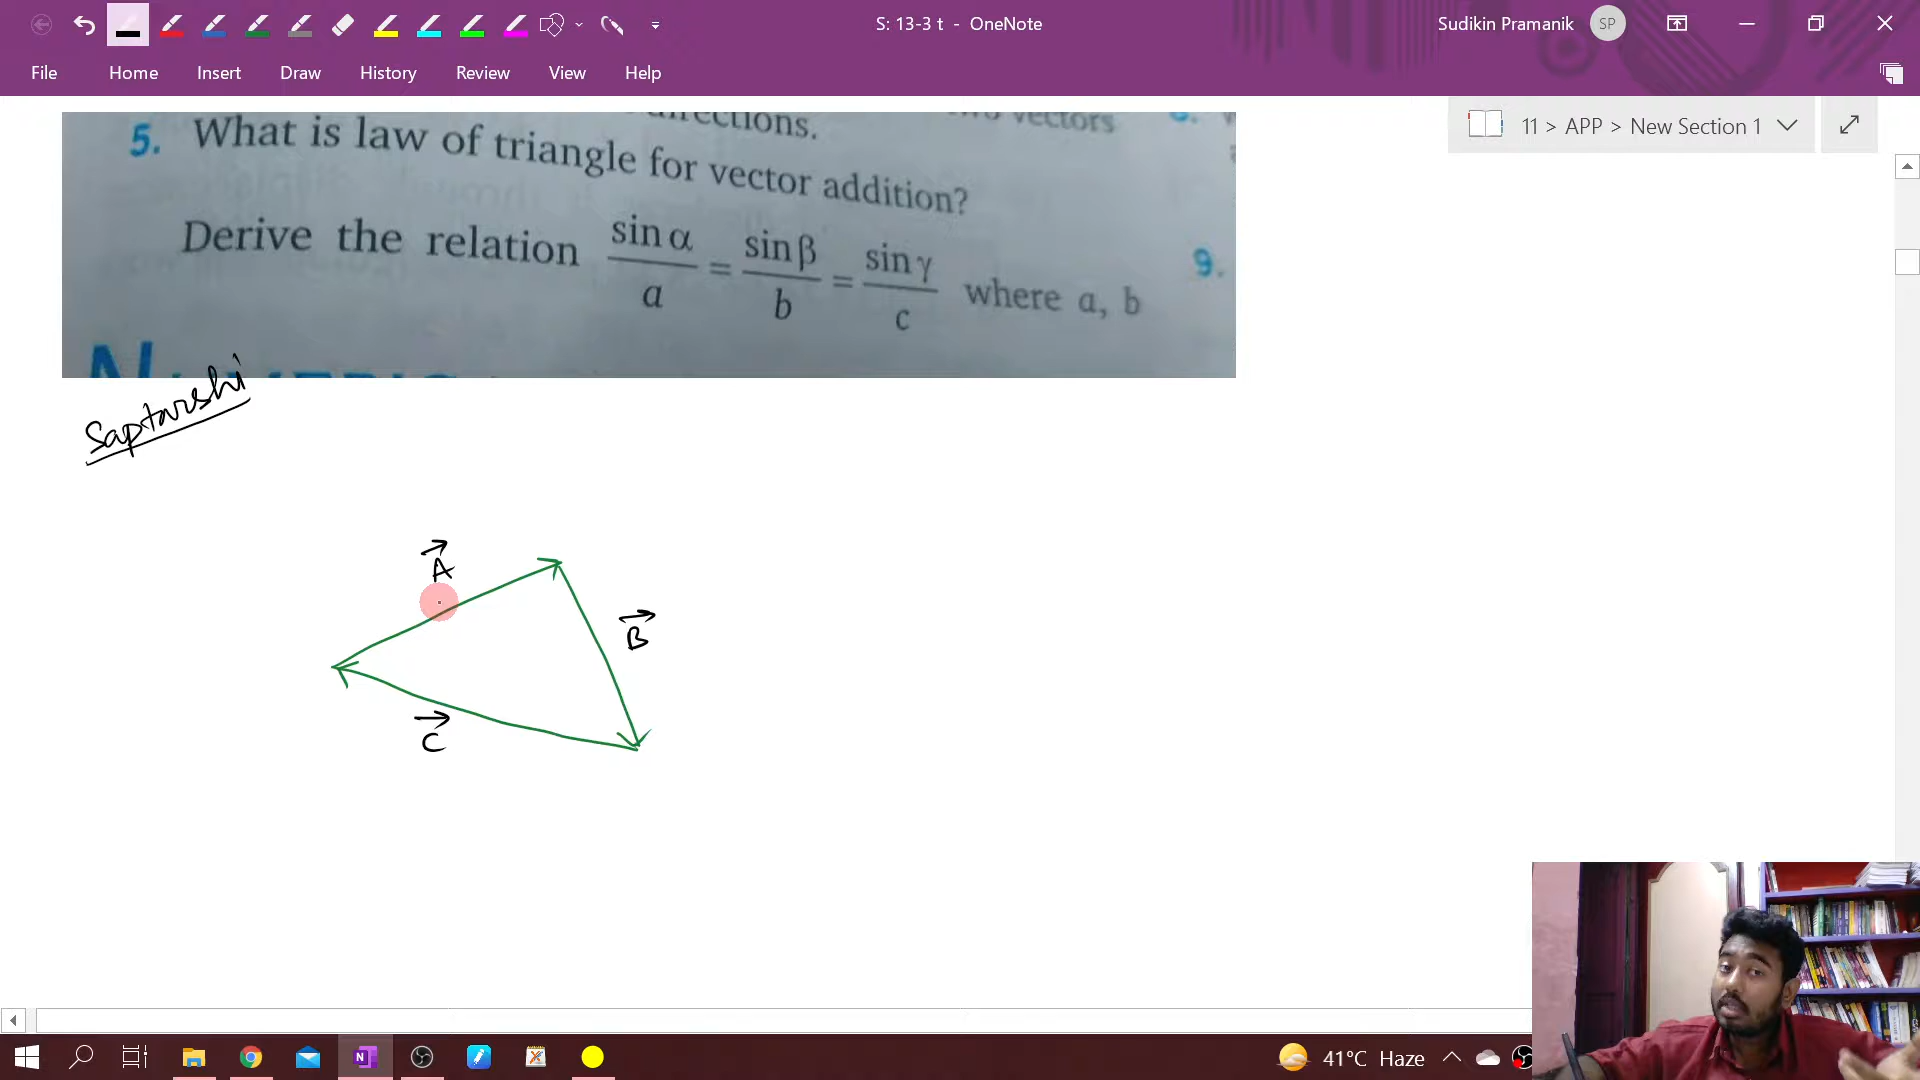 S: 13-3 t - OneNote
Sudikin Pramanik
SP
File Home Insert Draw History Review View Help
11 > APP > New Section 1
vectors
5. What is law of triangle for vector addition?
Derive the relation sin α / a = sin β / b = sin γ / c where a, b
9.
Saptarshi
A
B
C
41°C Haze